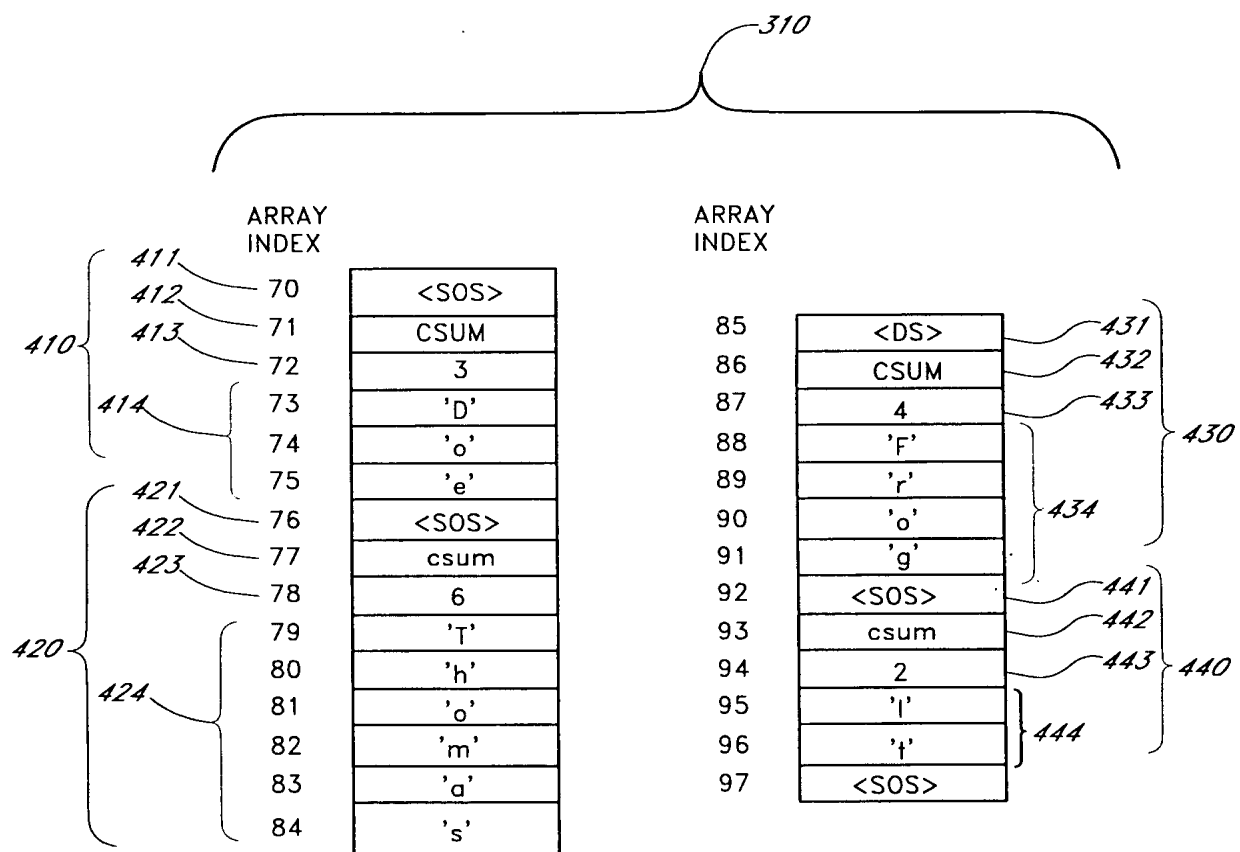 310
ARRAY
INDEX
411 70 <SOS>
412 71 CSUM
410 413 72 3
414 73 'D'
74 'o'
75 'e'
421 76 <SOS>
422 77 csum
423 78 6
420 79 'T'
424 80 'h'
81 'o'
82 'm'
83 'a'
84 's'
ARRAY
INDEX
85 <DS> 431
86 CSUM 432
87 4 433
88 'F' 430
89 'r'
90 'o' 434
91 'g'
92 <SOS> 441
93 csum 442
94 2 443 440
95 'l'
96 't' 444
97 <SOS>